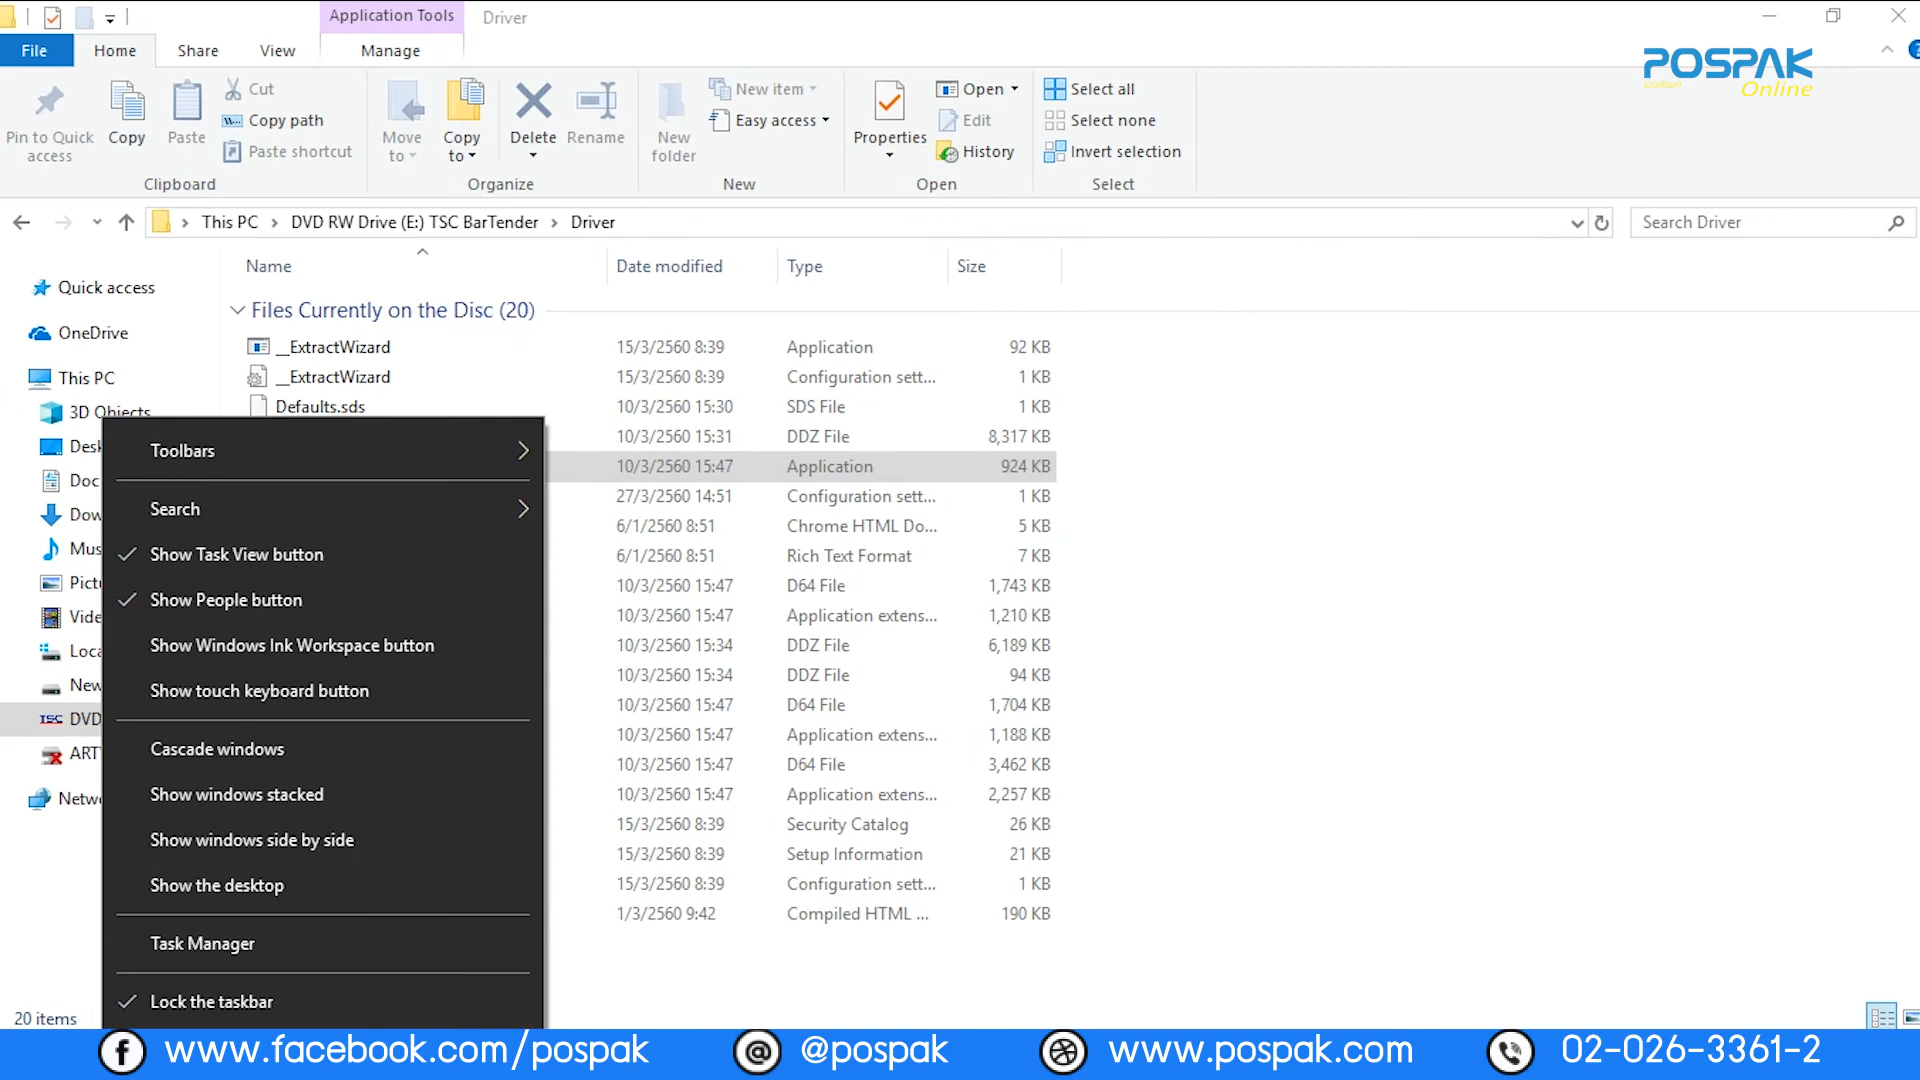 Application Tools
Driver
File
Home
Share
View
Manage
POSPAK
Online
Pin to Quick access
Copy
Paste
Cut
Copy path
Paste shortcut
Clipboard
Move to
Copy to
Delete
Rename
Organize
New folder
New item
Easy access
New
Properties
Open
Edit
History
Open
Select all
Select none
Invert selection
Select
This PC
DVD RW Drive (E:) TSC BarTender
Driver
Search Driver
Name
Date modified
Type
Size
Quick access
OneDrive
This PC
3D Objects
Desk
Doc
Dow
Mus
Pictu
Vide
Loca
New
TSC DVD
ART
Netwo
Files Currently on the Disc (20)
__ExtractWizard 15/3/2560 8:39 Application 92 KB
__ExtractWizard 15/3/2560 8:39 Configuration sett... 1 KB
Defaults.sds 10/3/2560 15:30 SDS File 1 KB
10/3/2560 15:31 DDZ File 8,317 KB
10/3/2560 15:47 Application 924 KB
27/3/2560 14:51 Configuration sett... 1 KB
6/1/2560 8:51 Chrome HTML Do... 5 KB
6/1/2560 8:51 Rich Text Format 7 KB
10/3/2560 15:47 D64 File 1,743 KB
10/3/2560 15:47 Application extens... 1,210 KB
10/3/2560 15:34 DDZ File 6,189 KB
10/3/2560 15:34 DDZ File 94 KB
10/3/2560 15:47 D64 File 1,704 KB
10/3/2560 15:47 Application extens... 1,188 KB
10/3/2560 15:47 D64 File 3,462 KB
10/3/2560 15:47 Application extens... 2,257 KB
15/3/2560 8:39 Security Catalog 26 KB
15/3/2560 8:39 Setup Information 21 KB
15/3/2560 8:39 Configuration sett... 1 KB
1/3/2560 9:42 Compiled HTML ... 190 KB
Toolbars
Search
Show Task View button
Show People button
Show Windows Ink Workspace button
Show touch keyboard button
Cascade windows
Show windows stacked
Show windows side by side
Show the desktop
Task Manager
Lock the taskbar
20 items
www.facebook.com/pospak
@pospak
www.pospak.com
02-026-3361-2